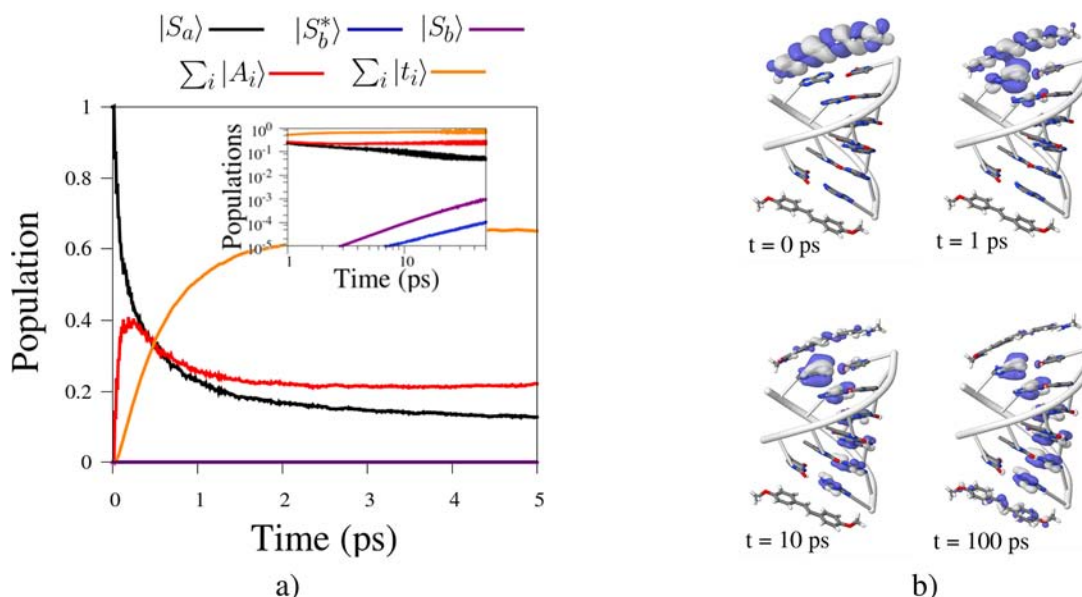 |S_a⟩ |S_b^*⟩ |S_b⟩
∑_i |A_i⟩ ∑_i |t_i⟩
Population
1
0.8
0.6
0.4
0.2
0
0 1 2 3 4 5
Time (ps)
Populations
10^0
10^-1
10^-2
10^-3
10^-4
10^-5
1 10
Time (ps)
a)
t = 0 ps
t = 1 ps
t = 10 ps
t = 100 ps
b)